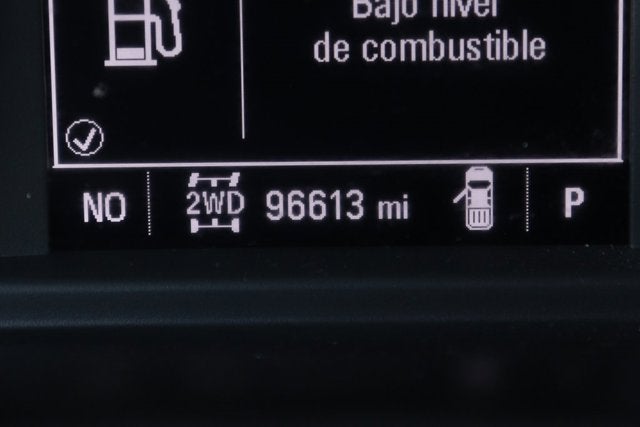 Bajo nivel
de combustible
NO 2WD 96613 mi P